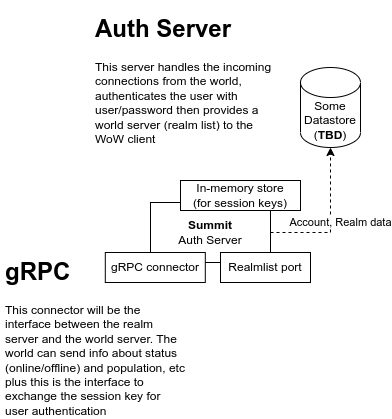 Auth Server
This server handles the incoming
connections from the world,
authenticates the user with
user/password then provides a
world server (realm list) to the
WoW client
Some
Datastore
(TBD)
In-memory store
(for session keys)
Summit
Auth Server
Account, Realm data
gRPC connector
Realmlist port
gRPC
This connector will be the
interface between the realm
server and the world server. The
world can send info about status
(online/offline) and population, etc
plus this is the interface to
exchange the session key for
user authentication